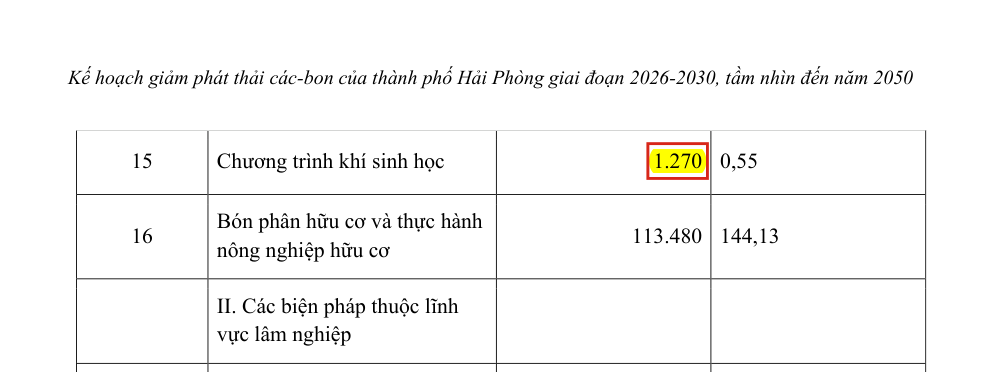 Kế hoạch giảm phát thải các-bon của thành phố Hải Phòng giai đoạn 2026-2030, tầm nhìn đến năm 2050
15 Chương trình khí sinh học 1.270 0,55
Bón phân hữu cơ và thực hành
16 113.480 144,13
nông nghiệp hữu cơ
II. Các biện pháp thuộc lĩnh
vực lâm nghiệp